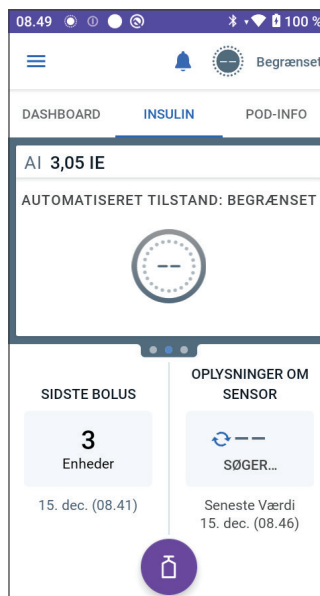 08.49 100 %
Begrænset
DASHBOARD INSULIN POD-INFO
AI 3,05 IE
AUTOMATISERET TILSTAND: BEGRÆNSET
– –
SIDSTE BOLUS
3
Enheder
15. dec. (08.41)
OPLYSNINGER OM
SENSOR
– –
SØGER...
Seneste Værdi
15. dec. (08.46)